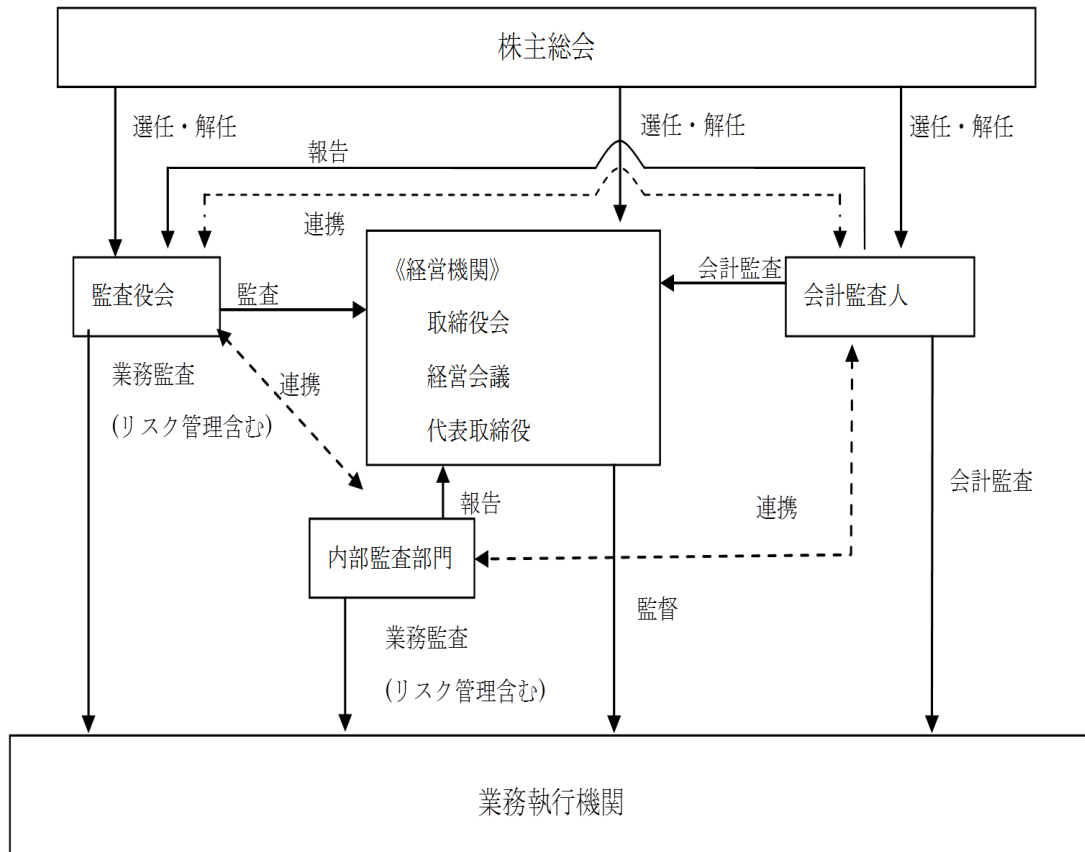 株主総会
選任・解任
選任・解任
選任・解任
報告
連携
《経営機関》
取締役会
経営会議
代表取締役
会計監査
監査役会
監査
会計監査人
業務監査
(リスク管理含む)
連携
会計監査
報告
連携
内部監査部門
監督
業務監査
(リスク管理含む)
業務執行機関